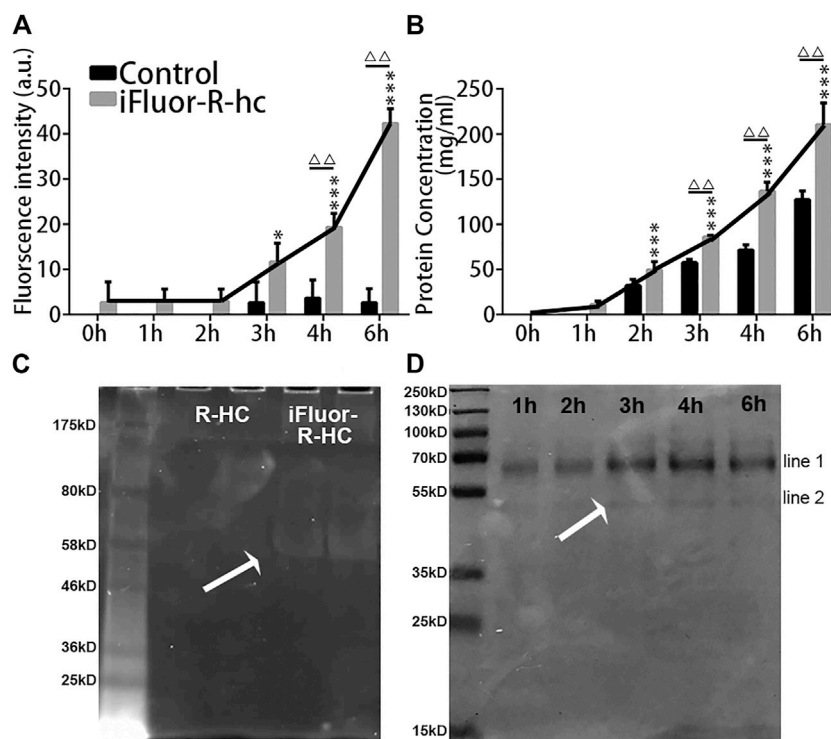 A
Fluorescence intensity (a.u.)
50
40
30
20
10
0
Control
iFluor-R-hc
*
△△
***
△△
***
0h 1h 2h 3h 4h 6h
B
Protein Concentration
(mg/ml)
250
200
150
100
50
0
***
△△
***
△△
***
△△
***
0h 1h 2h 3h 4h 6h
C
R-HC
iFluor-
R-HC
175kD
80kD
58kD
46kD
36kD
25kD
D
1h 2h 3h 4h 6h
250kD
130kD
100kD
70kD
55kD
35kD
25kD
15kD
line 1
line 2